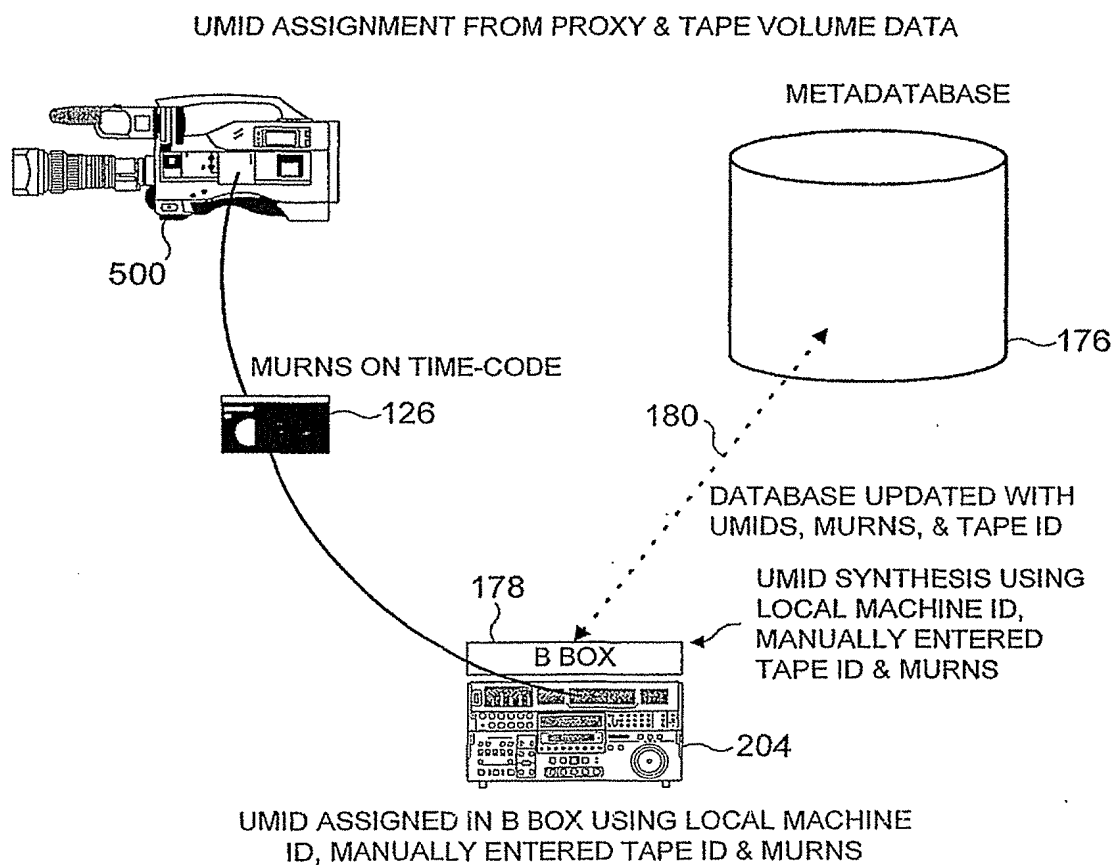 UMID ASSIGNMENT FROM PROXY & TAPE VOLUME DATA
METADATABASE
500
176
MURNS ON TIME-CODE
126
180
DATABASE UPDATED WITH
UMIDS, MURNS, & TAPE ID
178
B BOX
UMID SYNTHESIS USING
LOCAL MACHINE ID,
MANUALLY ENTERED
TAPE ID & MURNS
204
UMID ASSIGNED IN B BOX USING LOCAL MACHINE
ID, MANUALLY ENTERED TAPE ID & MURNS